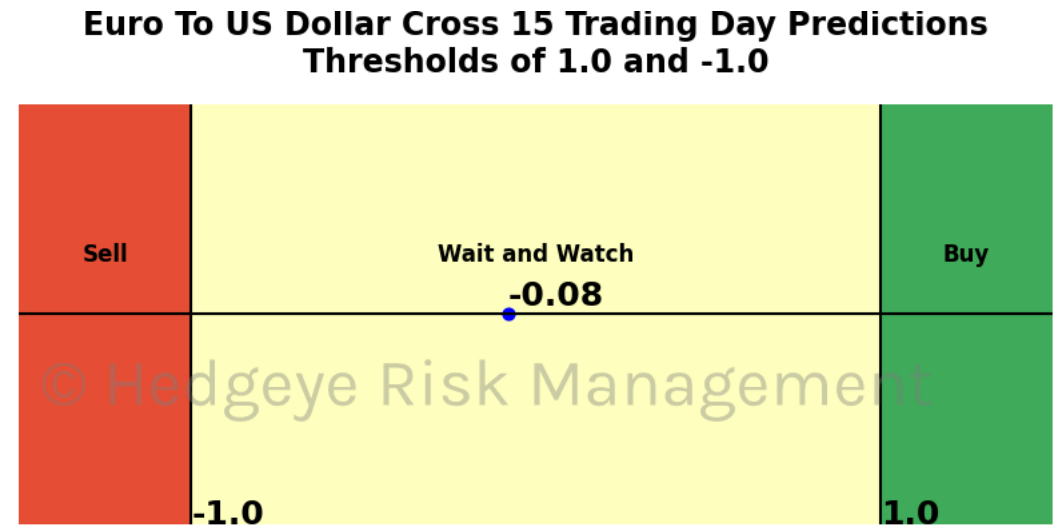 Euro To US Dollar Cross 15 Trading Day Predictions
Thresholds of 1.0 and -1.0
Sell
Wait and Watch
Buy
-0.08
© Hedgeye Risk Management
-1.0
1.0